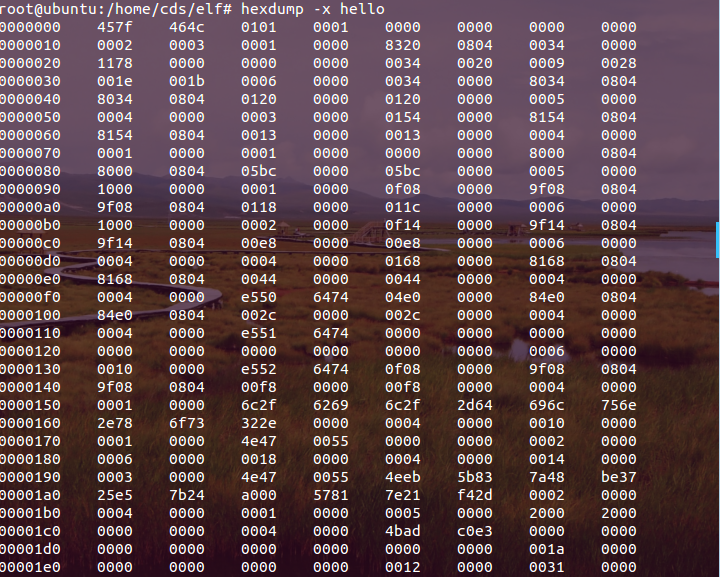 root@ubuntu:/home/cds/elf# hexdump -x hello
0000000 457f 464c 0101 0001 0000 0000 0000 0000
0000010 0002 0003 0001 0000 8320 0804 0034 0000
0000020 1178 0000 0000 0000 0034 0020 0009 0028
0000030 001e 001b 0006 0000 0034 0000 8034 0804
0000040 8034 0804 0120 0000 0120 0000 0005 0000
0000050 0004 0000 0003 0000 0154 0000 8154 0804
0000060 8154 0804 0013 0000 0013 0000 0004 0000
0000070 0001 0000 0001 0000 0000 0000 8000 0804
0000080 8000 0804 05bc 0000 05bc 0000 0005 0000
0000090 1000 0000 0001 0000 0f08 0000 9f08 0804
00000a0 9f08 0804 0118 0000 011c 0000 0006 0000
00000b0 1000 0000 0002 0000 0f14 0000 9f14 0804
00000c0 9f14 0804 00e8 0000 00e8 0000 0006 0000
00000d0 0004 0000 0004 0000 0168 0000 8168 0804
00000e0 8168 0804 0044 0000 0044 0000 0004 0000
00000f0 0004 0000 e550 6474 04e0 0000 84e0 0804
0000100 84e0 0804 002c 0000 002c 0000 0004 0000
0000110 0004 0000 e551 6474 0000 0000 0000 0000
0000120 0000 0000 0000 0000 0000 0000 0006 0000
0000130 0010 0000 e552 6474 0f08 0000 9f08 0804
0000140 9f08 0804 00f8 0000 00f8 0000 0004 0000
0000150 0001 0000 6c2f 6269 6c2f 2d64 696c 756e
0000160 2e78 6f73 322e 0000 0004 0000 0010 0000
0000170 0001 0000 4e47 0055 0000 0000 0002 0000
0000180 0006 0000 0018 0000 0004 0000 0014 0000
0000190 0003 0000 4e47 0055 4eeb 5b83 7a48 be37
00001a0 25e5 7b24 a000 5781 7e21 f42d 0002 0000
00001b0 0004 0000 0001 0000 0005 0000 2000 2000
00001c0 0000 0000 0004 0000 4bad c0e3 0000 0000
00001d0 0000 0000 0000 0000 0000 0000 001a 0000
00001e0 0000 0000 0000 0000 0012 0000 0031 0000